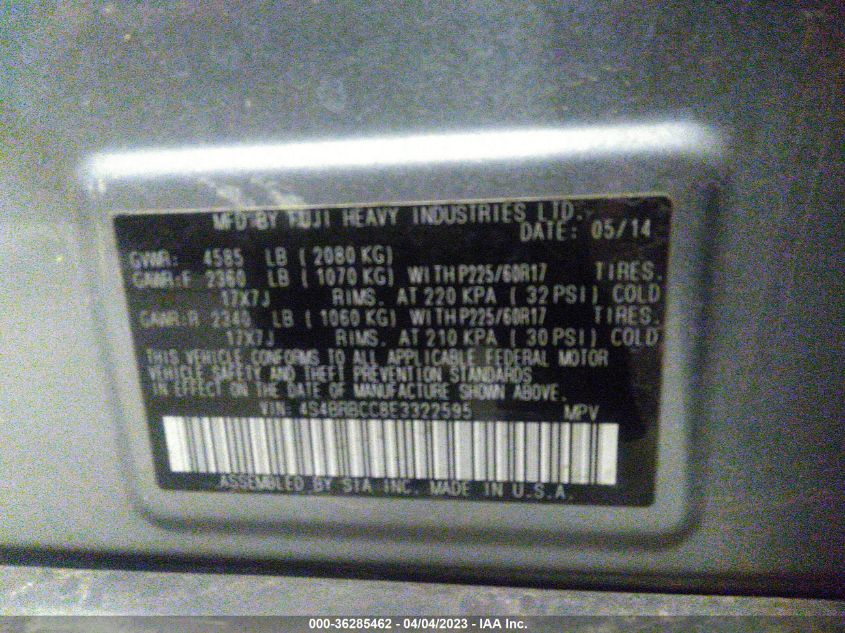 MFD BY FUJI HEAVY INDUSTRIES LTD.
DATE: 05/14
GVWR: 4585 LB ( 2080 KG)
GAWR:F 2360 LB ( 1070 KG) WITH P225/60R17 TIRES.
17X7J RIMS. AT 220 KPA ( 32 PSI) COLD
GAWR:R 2340 LB ( 1060 KG) WITH P225/60R17 TIRES.
17X7J RIMS. AT 210 KPA ( 30 PSI) COLD
THIS VEHICLE CONFORMS TO ALL APPLICABLE FEDERAL MOTOR
VEHICLE SAFETY AND THEFT PREVENTION STANDARDS
IN EFFECT ON THE DATE OF MANUFACTURE SHOWN ABOVE.
VIN: 4S4BRBCC8E3322595 MPV
ASSEMBLED BY SIA INC. MADE IN U.S.A.
000-36285462 - 04/04/2023 - IAA Inc.